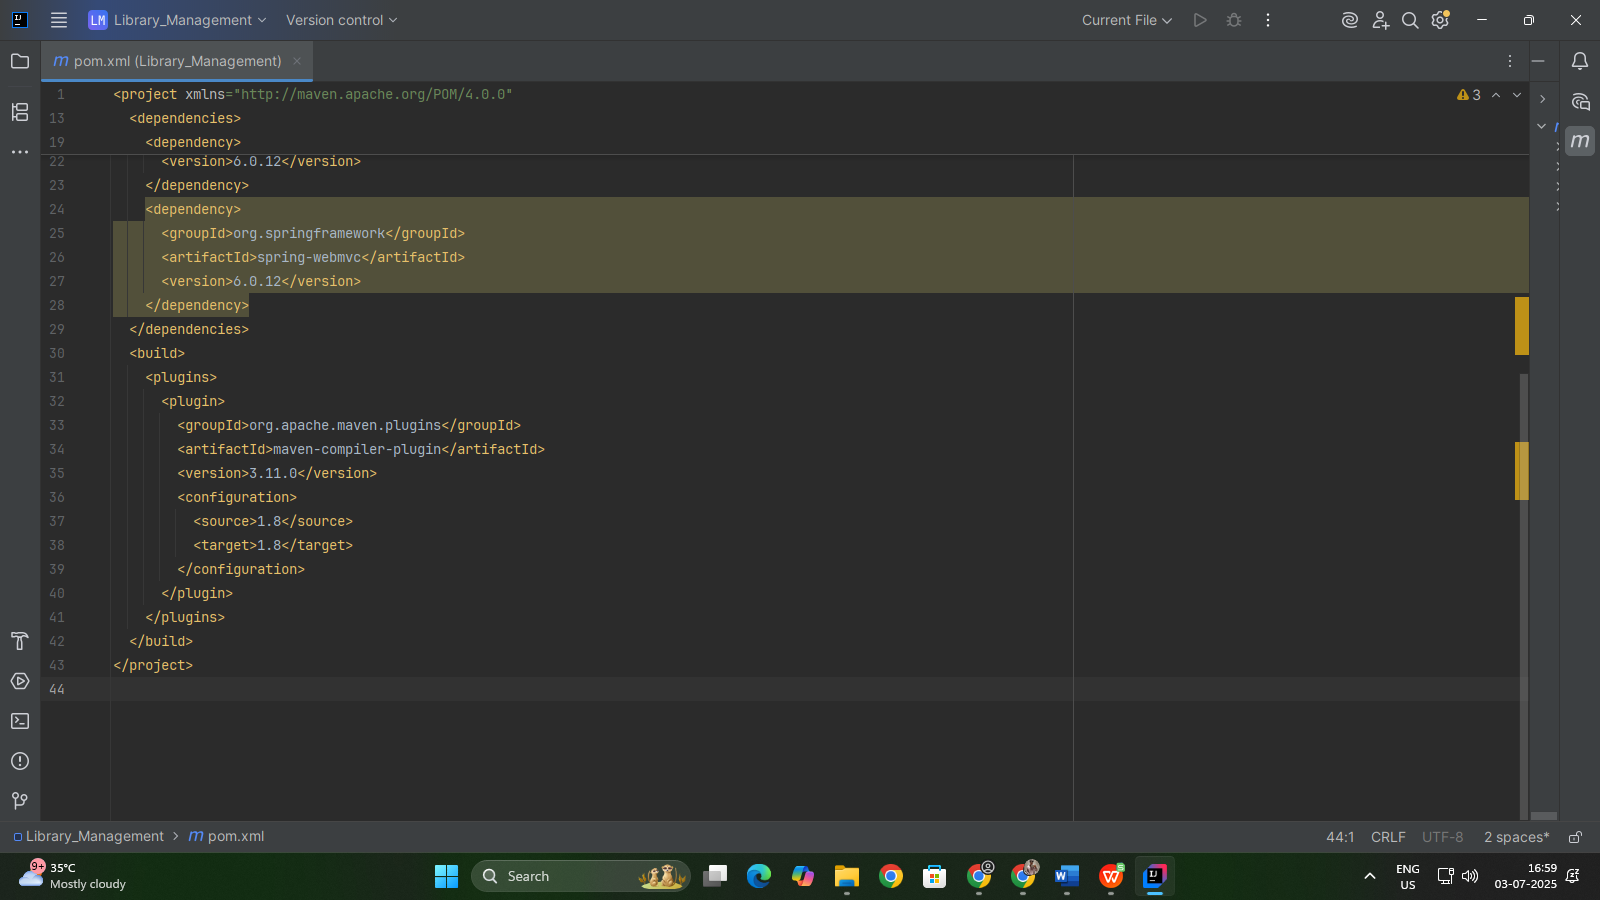 LM Library_Management Version control Current File
m pom.xml (Library_Management)
1 <project xmlns="http://maven.apache.org/POM/4.0.0" 3
13 <dependencies>
19 <dependency>
22 <version>6.0.12</version>
23 </dependency>
24 <dependency>
25 <groupId>org.springframework</groupId>
26 <artifactId>spring-webmvc</artifactId>
27 <version>6.0.12</version>
28 </dependency>
29 </dependencies>
30 <build>
31 <plugins>
32 <plugin>
33 <groupId>org.apache.maven.plugins</groupId>
34 <artifactId>maven-compiler-plugin</artifactId>
35 <version>3.11.0</version>
36 <configuration>
37 <source>1.8</source>
38 <target>1.8</target>
39 </configuration>
40 </plugin>
41 </plugins>
42 </build>
43 </project>
44
Library_Management > m pom.xml 44:1 CRLF UTF-8 2 spaces*
9+ 35°C
Mostly cloudy
Search
ENG
US
16:59
03-07-2025